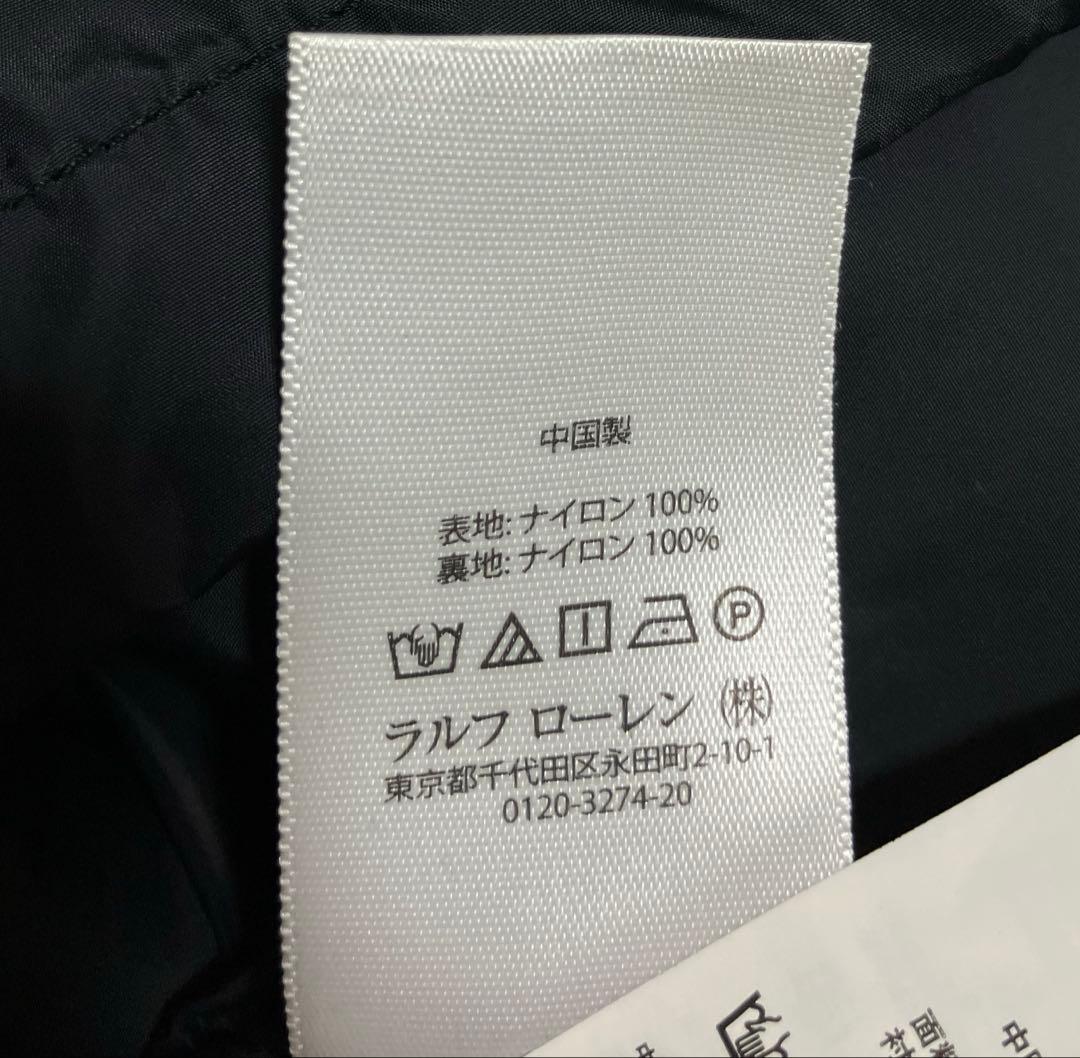 中国製
表地: ナイロン 100%
裏地: ナイロン 100%
P
ラルフ ローレン (株)
東京都千代田区永田町2-10-1
0120-3274-20